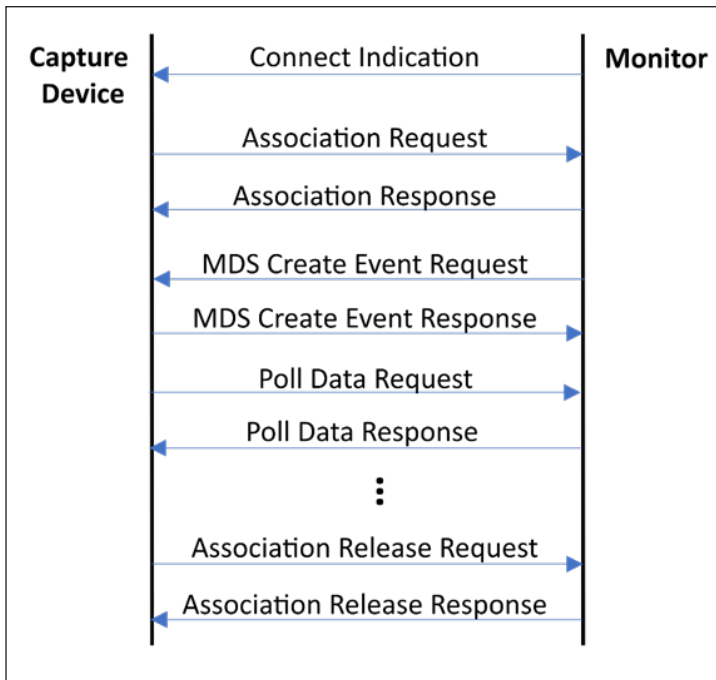 Capture
Device
Connect Indication
Monitor
Association Request
Association Response
MDS Create Event Request
MDS Create Event Response
Poll Data Request
Poll Data Response
Association Release Request
Association Release Response